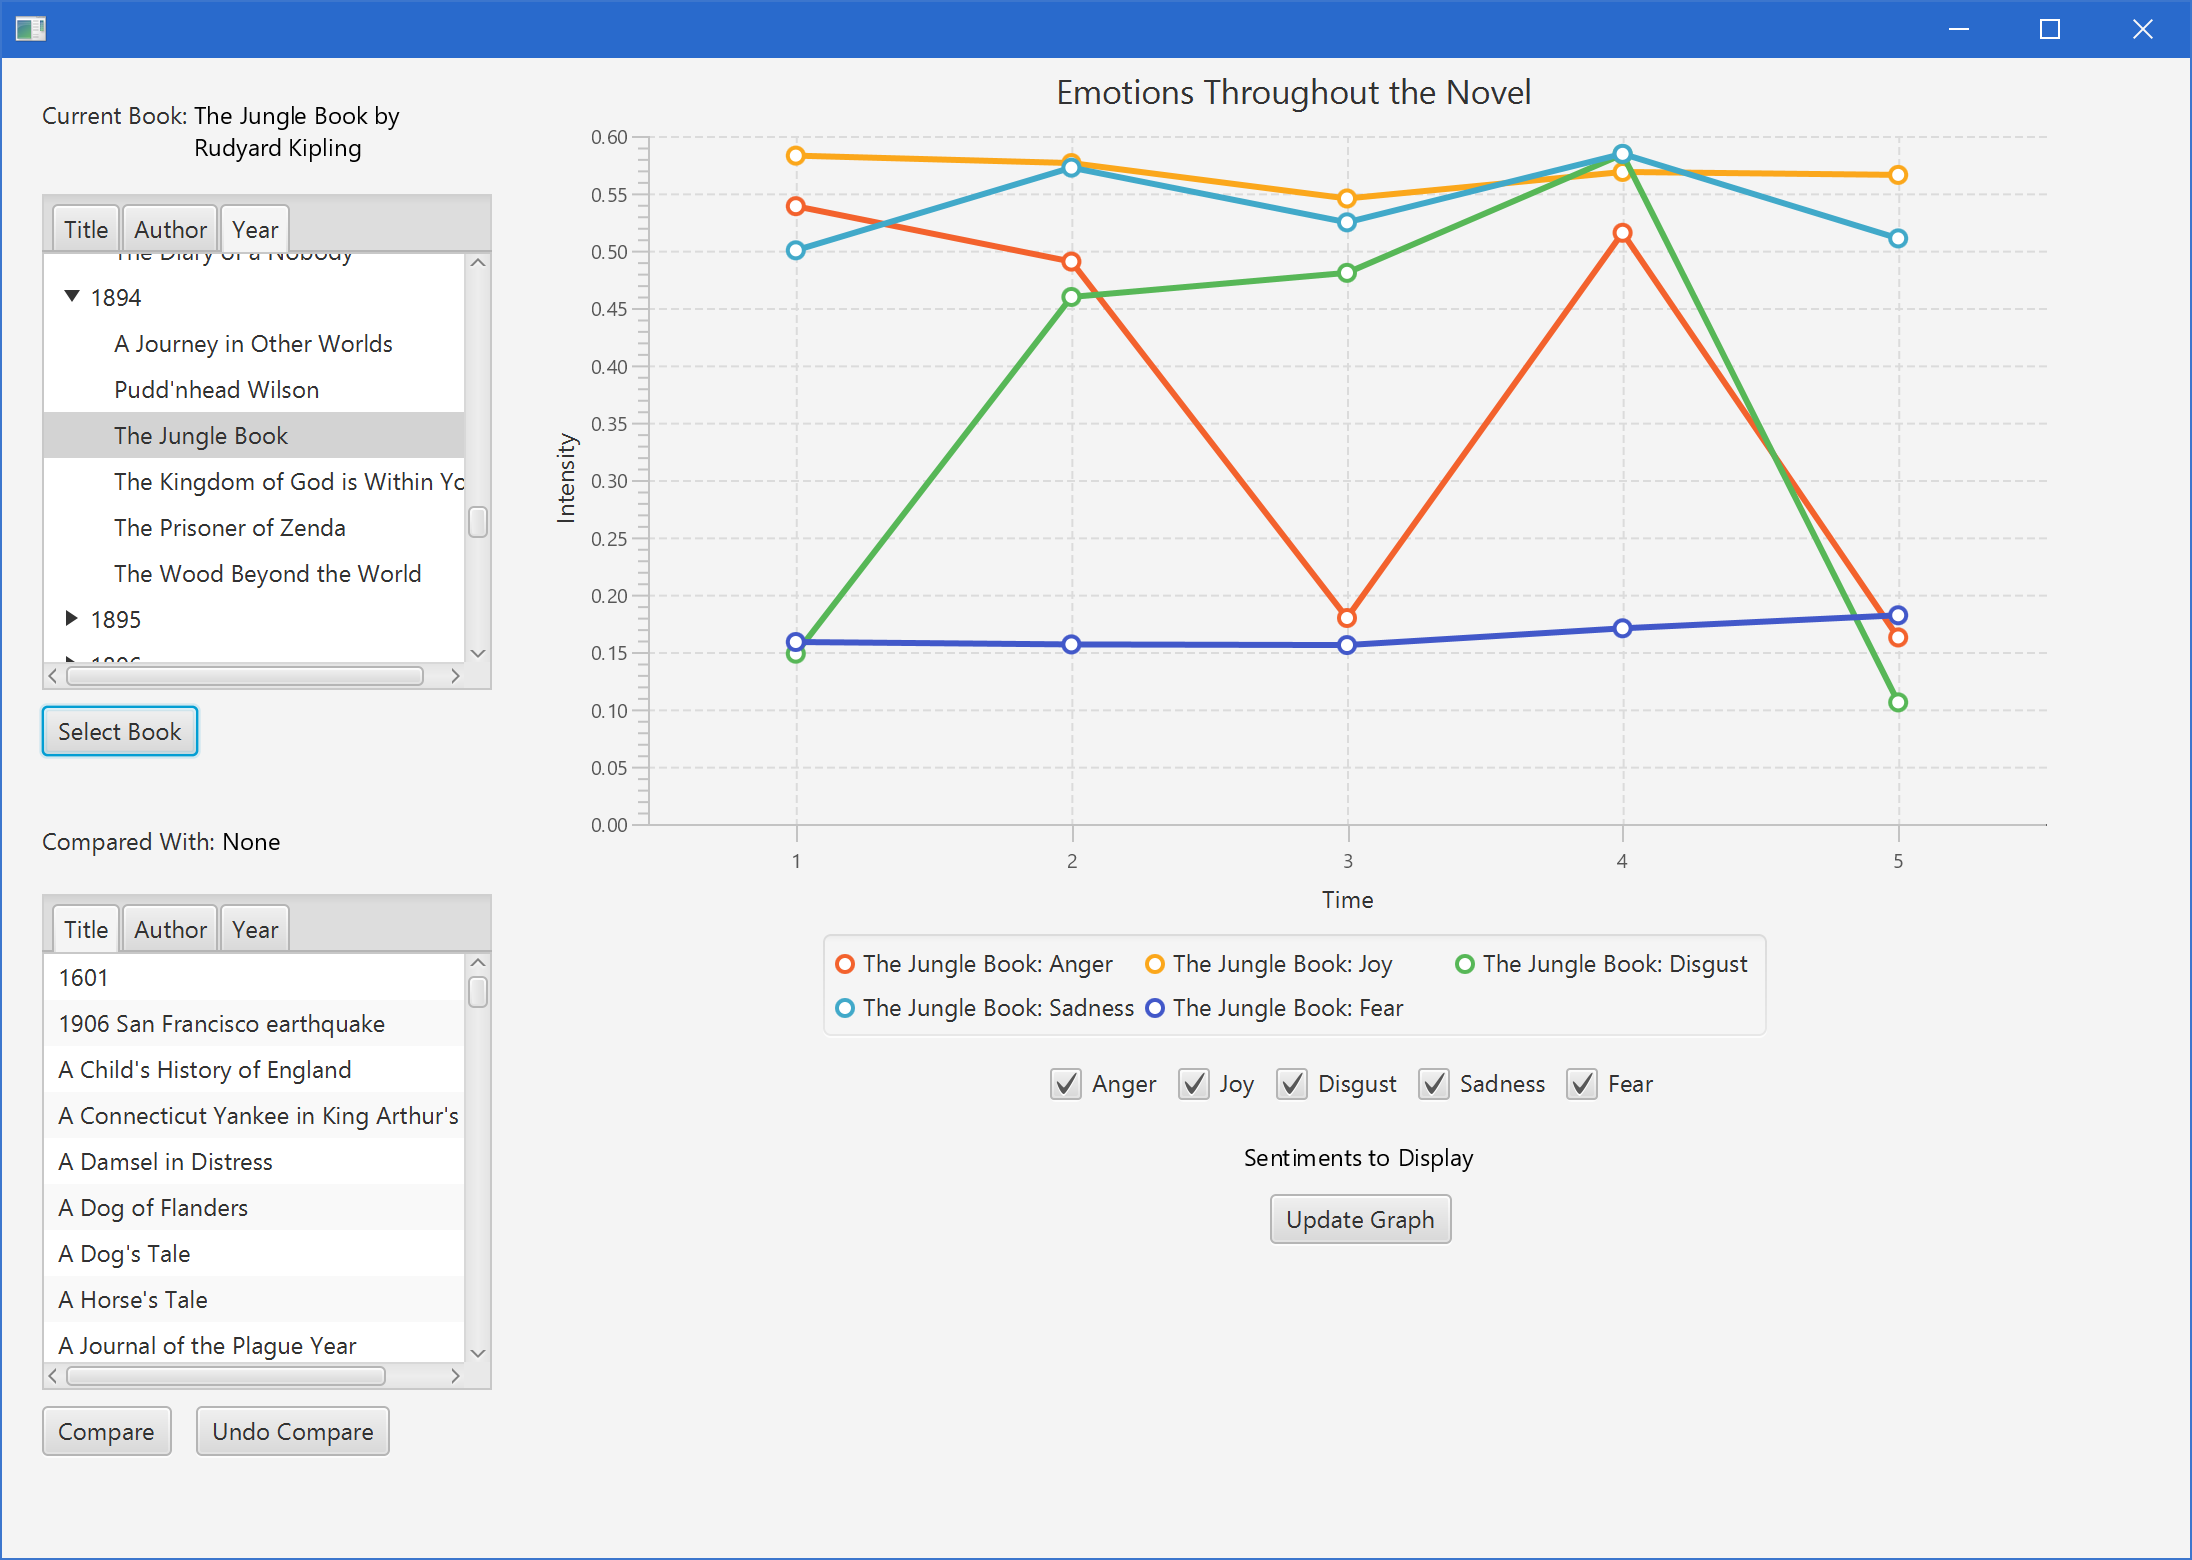 Current Book: The Jungle Book by
Rudyard Kipling
Title Author Year
The Diary of a Nobody
1894
A Journey in Other Worlds
Pudd'nhead Wilson
The Jungle Book
The Kingdom of God is Within Yo
The Prisoner of Zenda
The Wood Beyond the World
1895
1896
Select Book
Compared With: None
Title Author Year
1601
1906 San Francisco earthquake
A Child's History of England
A Connecticut Yankee in King Arthur's
A Damsel in Distress
A Dog of Flanders
A Dog's Tale
A Horse's Tale
A Journal of the Plague Year
Compare Undo Compare
Emotions Throughout the Novel
Intensity
0.60
0.55
0.50
0.45
0.40
0.35
0.30
0.25
0.20
0.15
0.10
0.05
0.00
1 2 3 4 5
Time
The Jungle Book: Anger The Jungle Book: Joy The Jungle Book: Disgust
The Jungle Book: Sadness The Jungle Book: Fear
Anger Joy Disgust Sadness Fear
Sentiments to Display
Update Graph